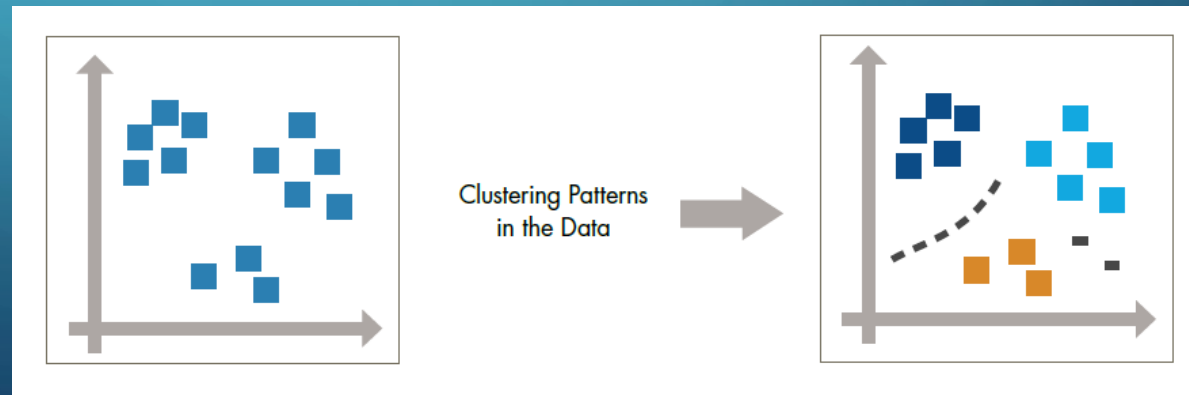 Clustering Patterns
in the Data